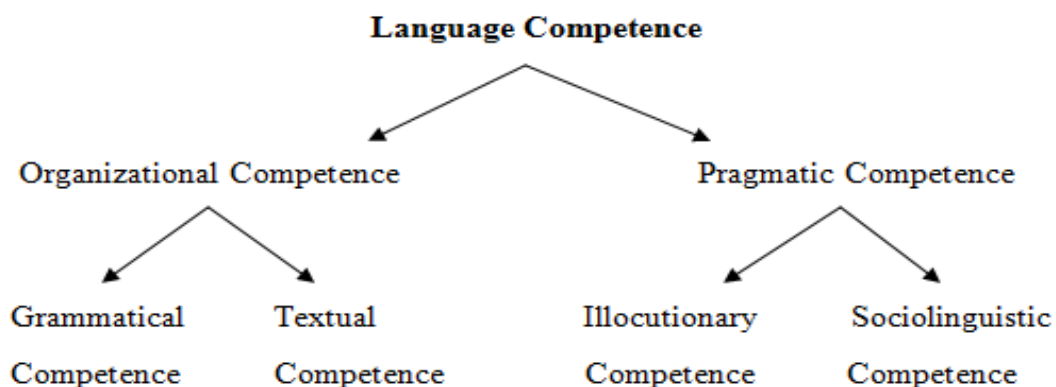 Language Competence
Organizational Competence
Pragmatic Competence
Grammatical Competence
Textual Competence
Illocutionary Competence
Sociolinguistic Competence